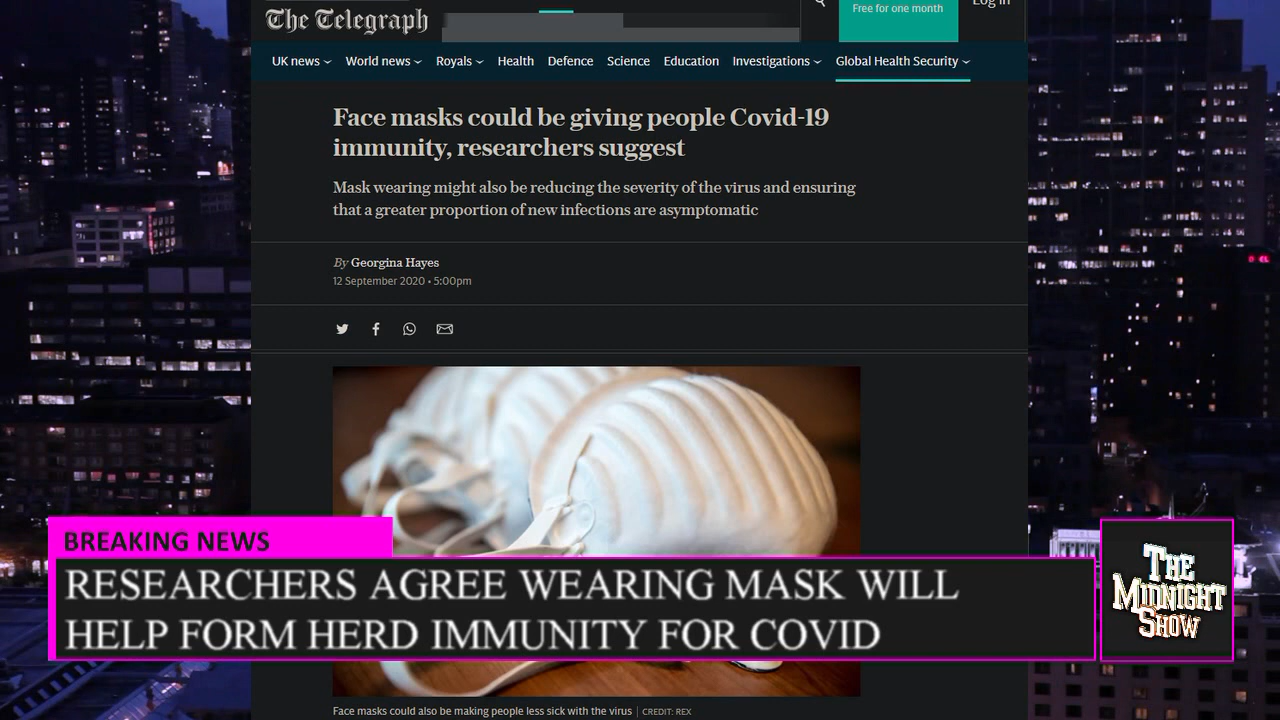 The Telegraph
Free for one month
Log in
UK news World news Royals Health Defence Science Education Investigations Global Health Security
Face masks could be giving people Covid-19
immunity, researchers suggest
Mask wearing might also be reducing the severity of the virus and ensuring
that a greater proportion of new infections are asymptomatic
By Georgina Hayes
12 September 2020 • 5:00pm
BREAKING NEWS
RESEARCHERS AGREE WEARING MASK WILL
HELP FORM HERD IMMUNITY FOR COVID
THE
MIDNIGHT
SHOW
Face masks could also be making people less sick with the virus | CREDIT: REX